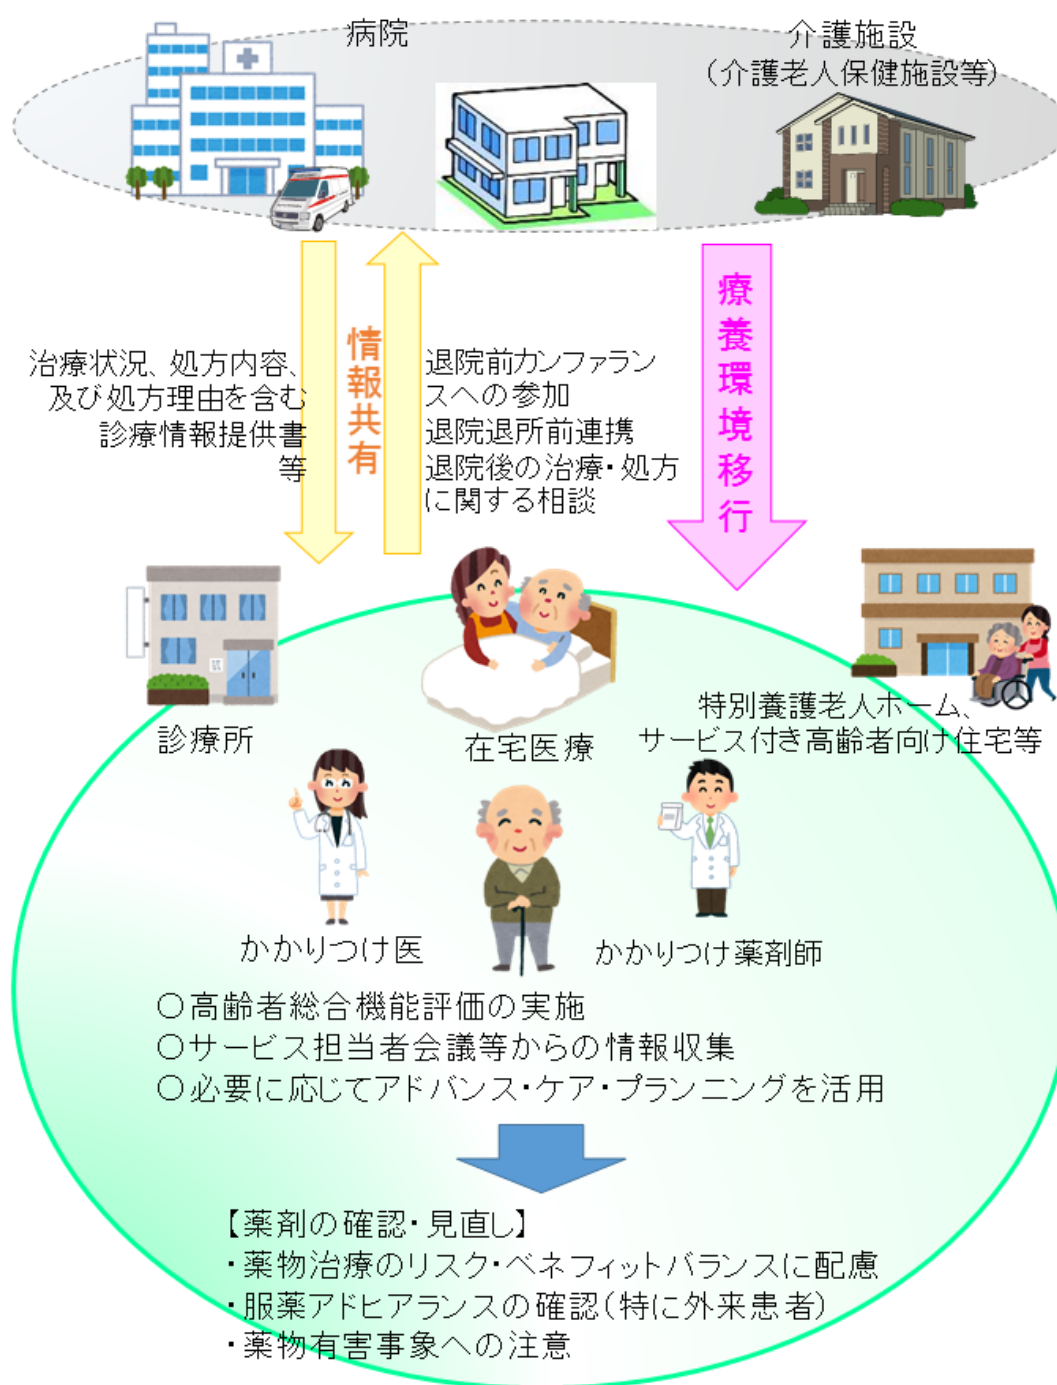 病院
介護施設
（介護老人保健施設等）
治療状況、処方内容、
及び処方理由を含む
診療情報提供書
等
情報共有
退院前カンファラン
スへの参加
退院退所前連携
退院後の治療・処方
に関する相談
療養環境移行
診療所
在宅医療
特別養護老人ホーム、
サービス付き高齢者向け住宅等
かかりつけ医
かかりつけ薬剤師
○高齢者総合機能評価の実施
○サービス担当者会議等からの情報収集
○必要に応じてアドバンス・ケア・プランニングを活用
【薬剤の確認・見直し】
・薬物治療のリスク・ベネフィットバランスに配慮
・服薬アドヒアランスの確認（特に外来患者）
・薬物有害事象への注意